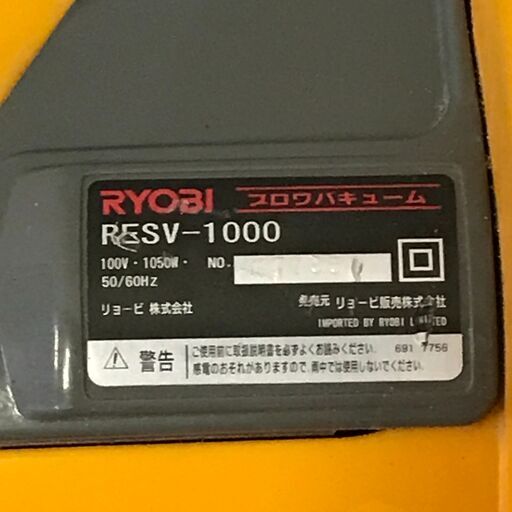 RYOBI ブロワバキューム
RESV-1000
100V・1050W・ NO.
50/60Hz
リョービ 株式会社 発売元 リョービ販売株式会社
IMPORTED BY RYOBI LIMITED
警告 ご使用前に取扱説明書を必ずよくお読みください。 691 7756
感電のおそれがありますので、雨中では使用しないでください。